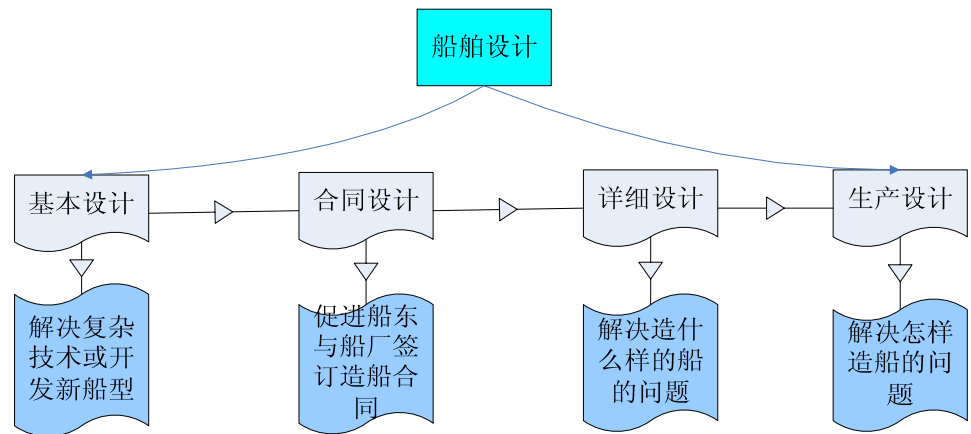 船舶设计
基本设计
合同设计
详细设计
生产设计
解决复杂
技术或开
发新船型
促进船东
与船厂签
订造船合
同
解决造什
么样的船
的问题
解决怎样
造船的问
题